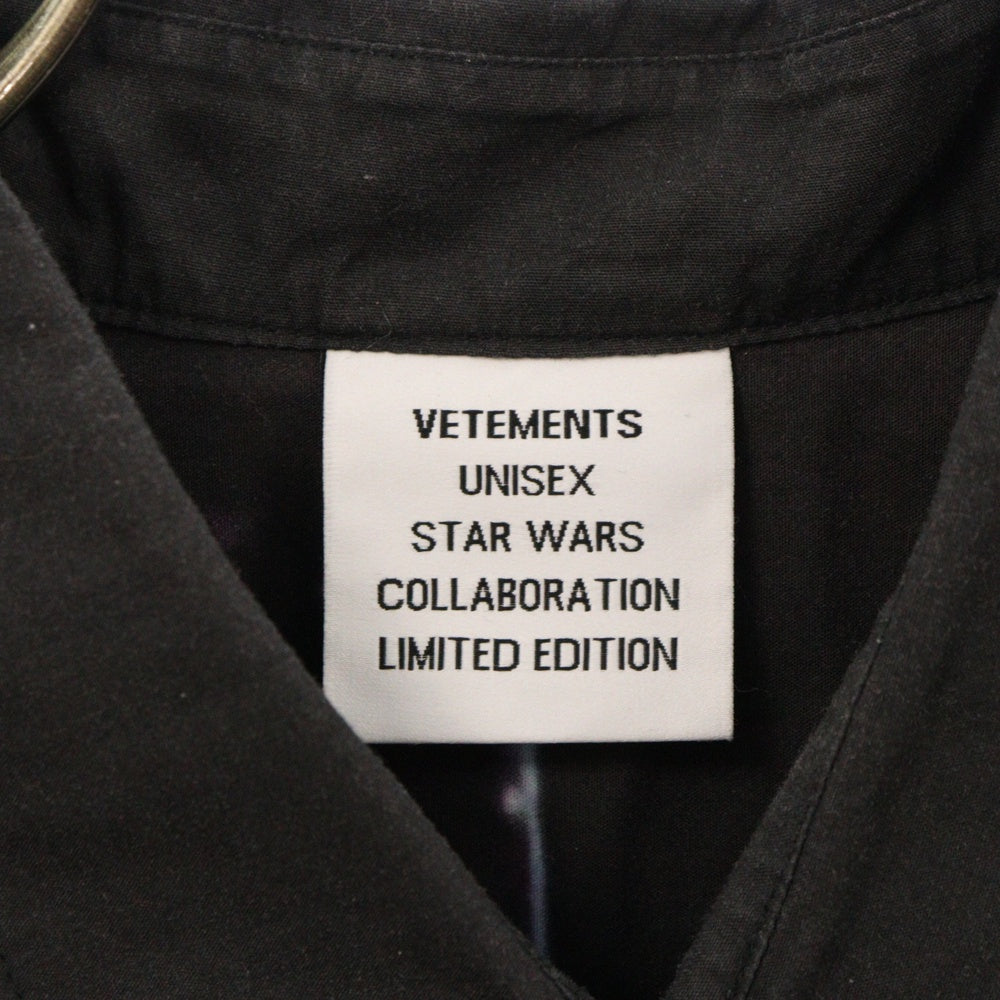 VETEMENTS
UNISEX
STAR WARS
COLLABORATION
LIMITED EDITION